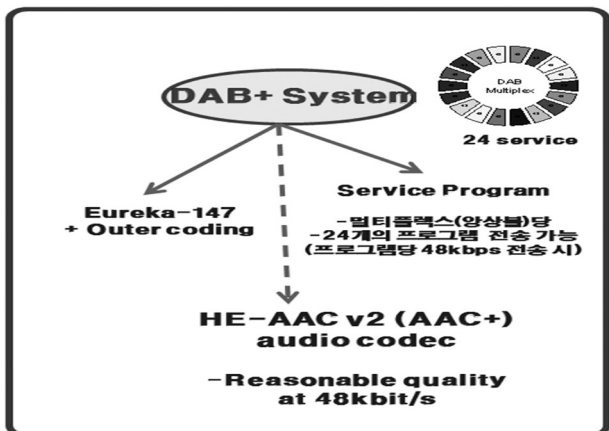 DAB+ System
DAB
Multiplex
24 service
Eureka-147
+ Outer coding
Service Program
-멀티플렉스(앙상블)당
-24개의 프로그램 전송 가능
(프로그램당 48kbps 전송 시)
HE-AAC v2 (AAC+)
audio codec
-Reasonable quality
at 48kbit/s